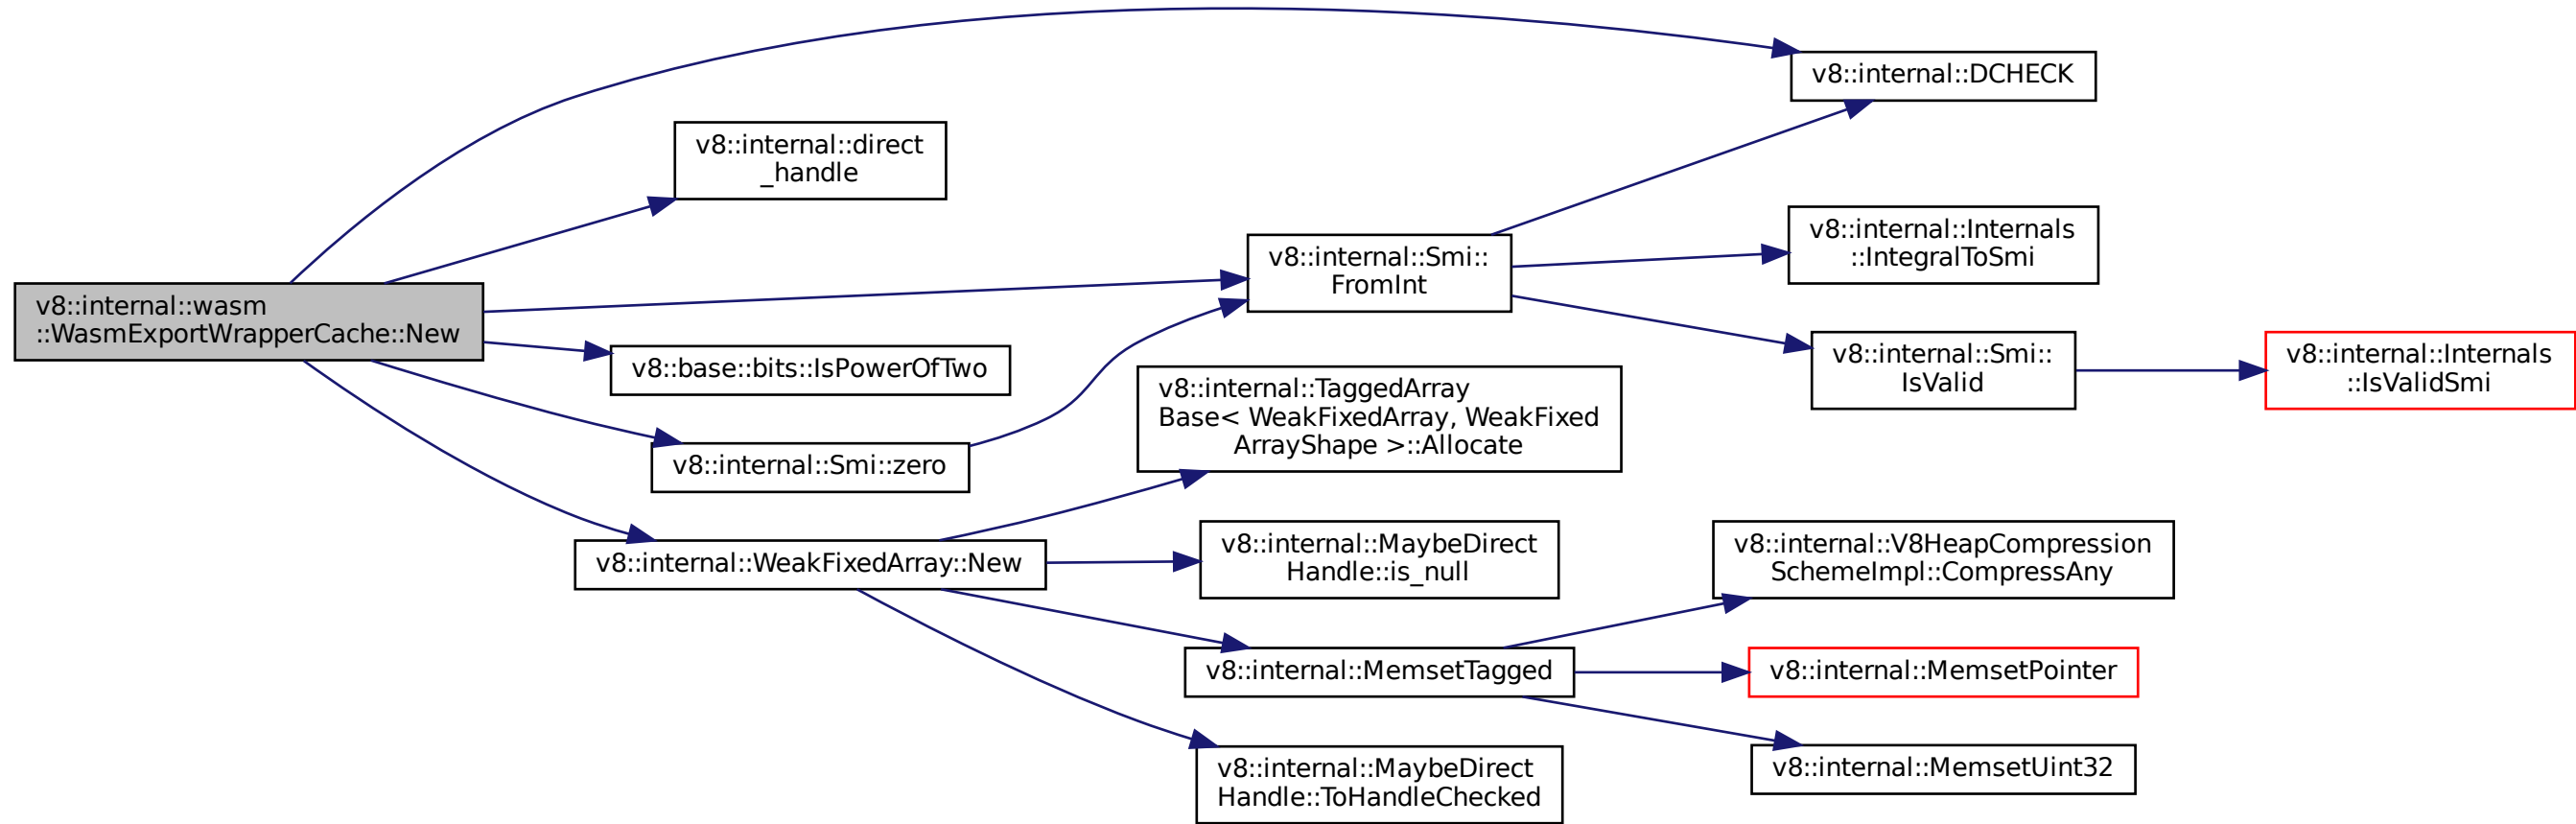 v8::internal::wasm
::WasmExportWrapperCache::New
v8::internal::DCHECK
v8::internal::direct
_handle
v8::internal::Smi::
FromInt
v8::internal::Internals
::IntegralToSmi
v8::internal::Smi::
IsValid
v8::internal::Internals
::IsValidSmi
v8::base::bits::IsPowerOfTwo
v8::internal::Smi::zero
v8::internal::WeakFixedArray::New
v8::internal::TaggedArray
Base< WeakFixedArray, WeakFixed
ArrayShape >::Allocate
v8::internal::MaybeDirect
Handle::is_null
v8::internal::MemsetTagged
v8::internal::V8HeapCompression
SchemeImpl::CompressAny
v8::internal::MemsetPointer
v8::internal::MemsetUint32
v8::internal::MaybeDirect
Handle::ToHandleChecked